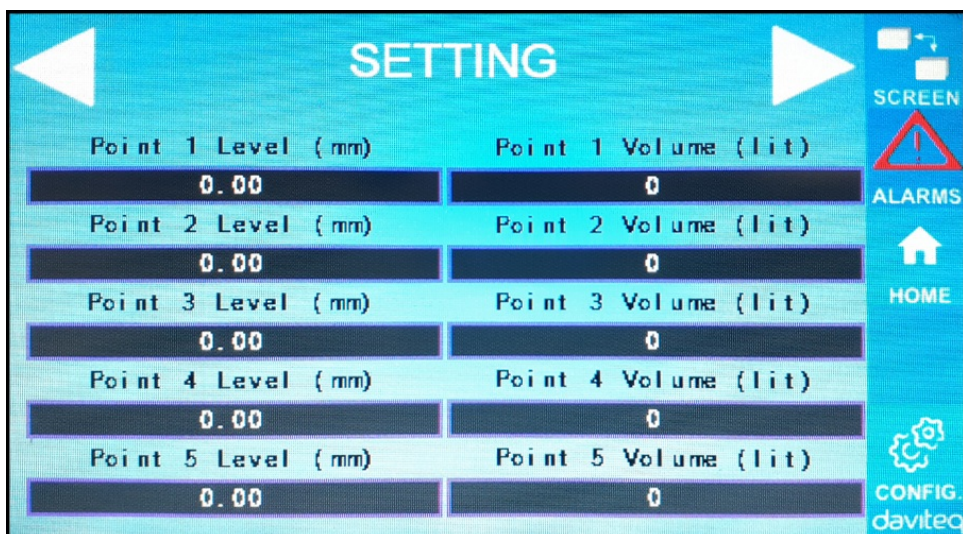 SETTING
SCREEN
Point 1 Level (mm) Point 1 Volume (lit)
0.00 0
ALARMS
Point 2 Level (mm) Point 2 Volume (lit)
0.00 0
HOME
Point 3 Level (mm) Point 3 Volume (lit)
0.00 0
Point 4 Level (mm) Point 4 Volume (lit)
0.00 0
Point 5 Level (mm) Point 5 Volume (lit)
0.00 0
CONFIG.
daviteq